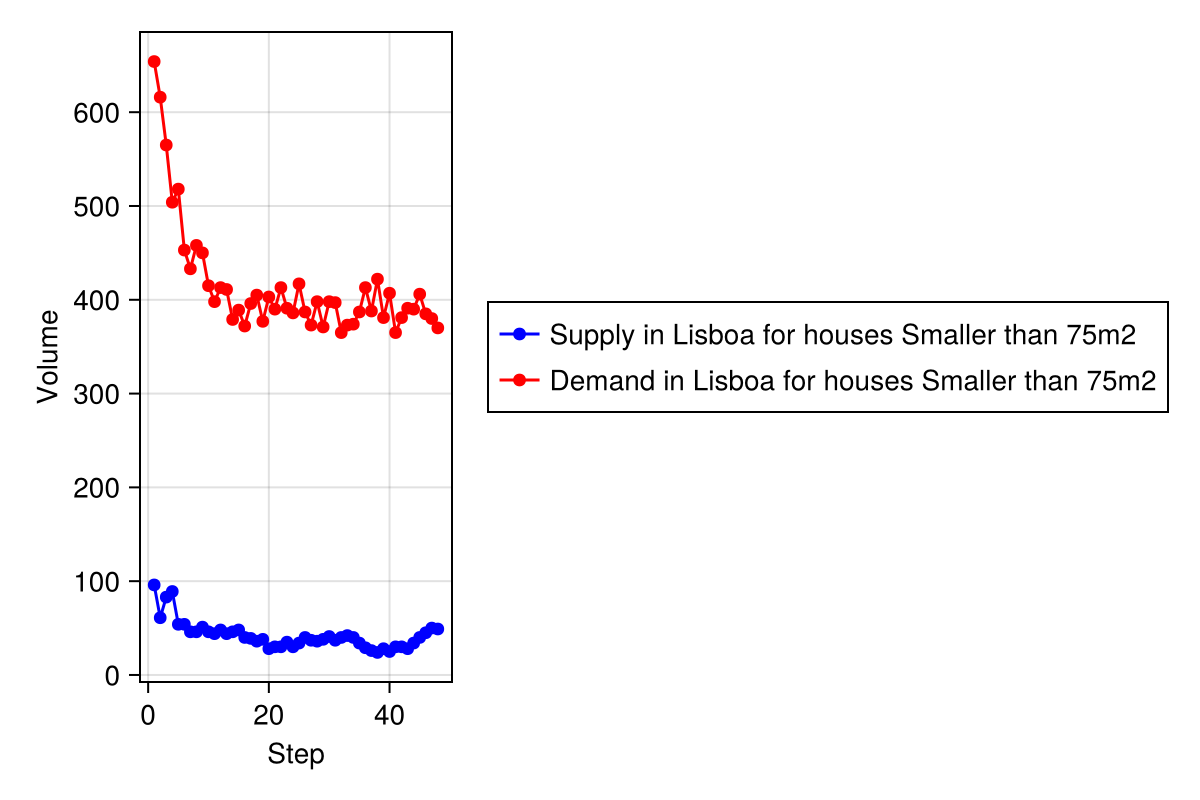 600
500
400
300
200
100
0
Volume
0 20 40
Step
Supply in Lisboa for houses Smaller than 75m2
Demand in Lisboa for houses Smaller than 75m2